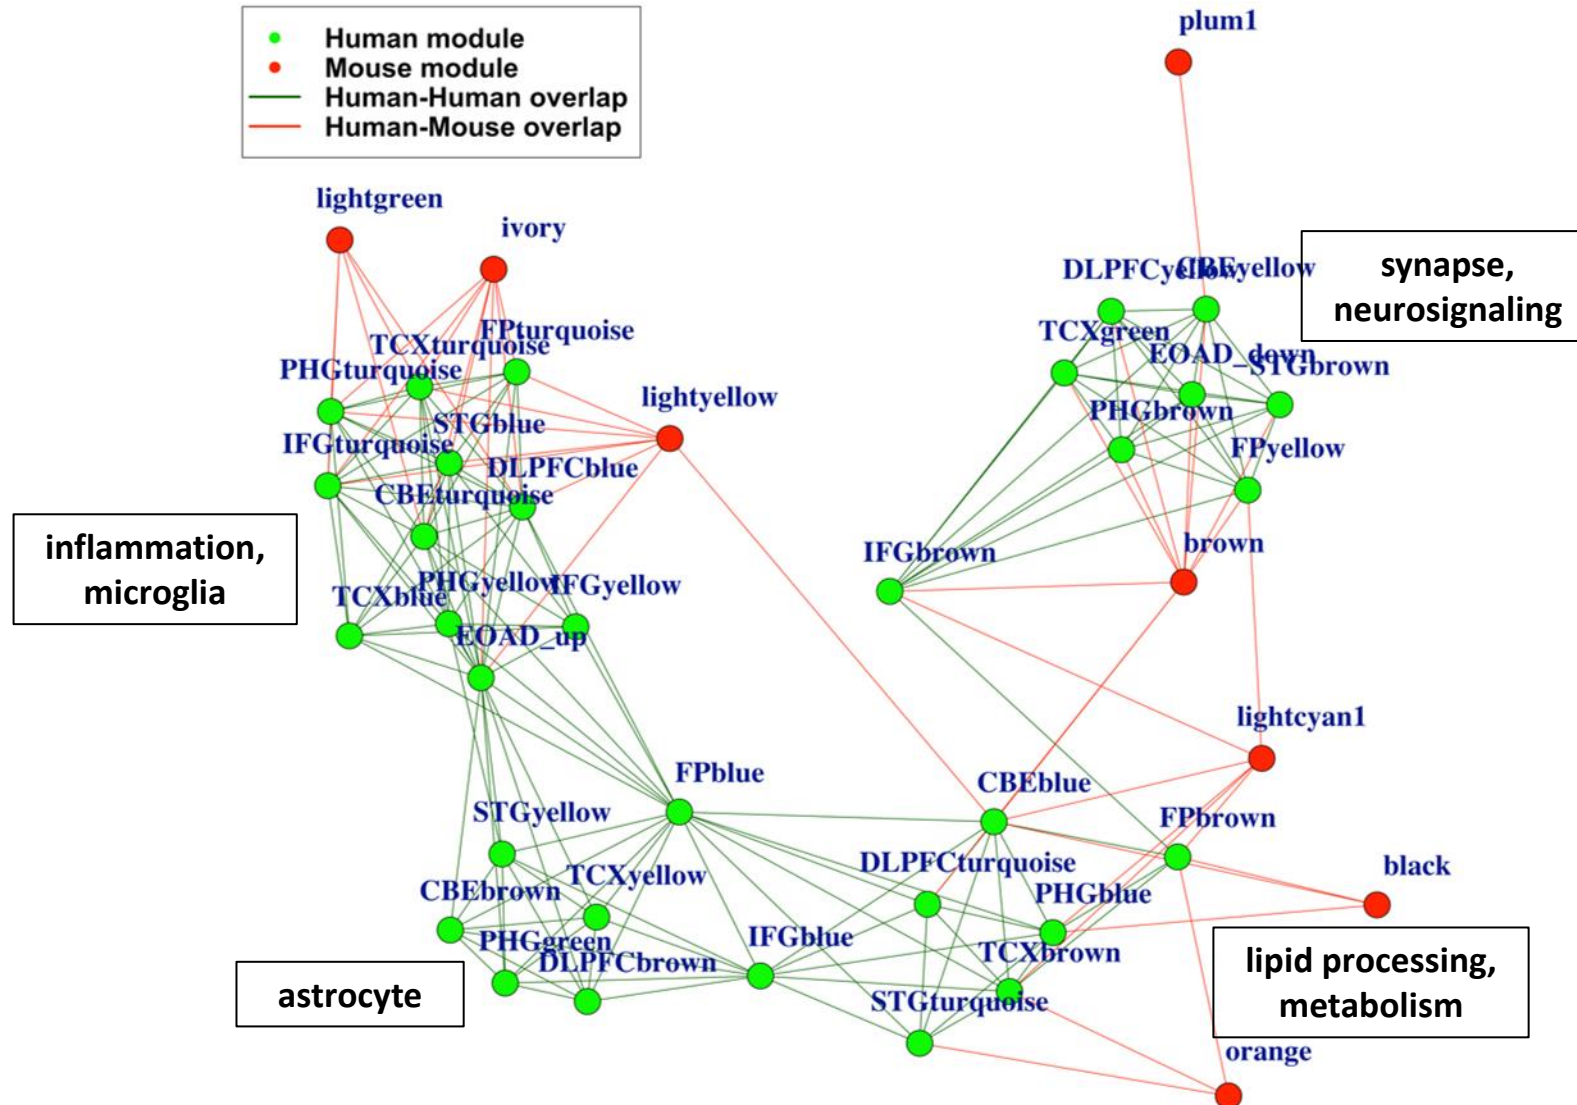 Human module
Mouse module
Human-Human overlap
Human-Mouse overlap
plum1
lightgreen
ivory
DLPFCyellow
CBEyellow
synapse,
neurosignaling
FPturquoise
TCXturquoise
TCXgreen
EOAD_down
STGbrown
PHGturquoise
lightyellow
PHGbrown
STGblue
IFGturquoise
FPyellow
DLPFCblue
CBEturquoise
inflammation,
microglia
IFGbrown
brown
PHGyellow
IFGyellow
TCXblue
EOAD_up
lightcyan1
FPblue
CBEblue
STGyellow
FPbrown
DLPFCturquoise
black
TCXyellow
CBEbrown
PHGblue
PHGgreen
IFGblue
TCXbrown
DLPFCbrown
lipid processing,
metabolism
astrocyte
STGturquoise
orange